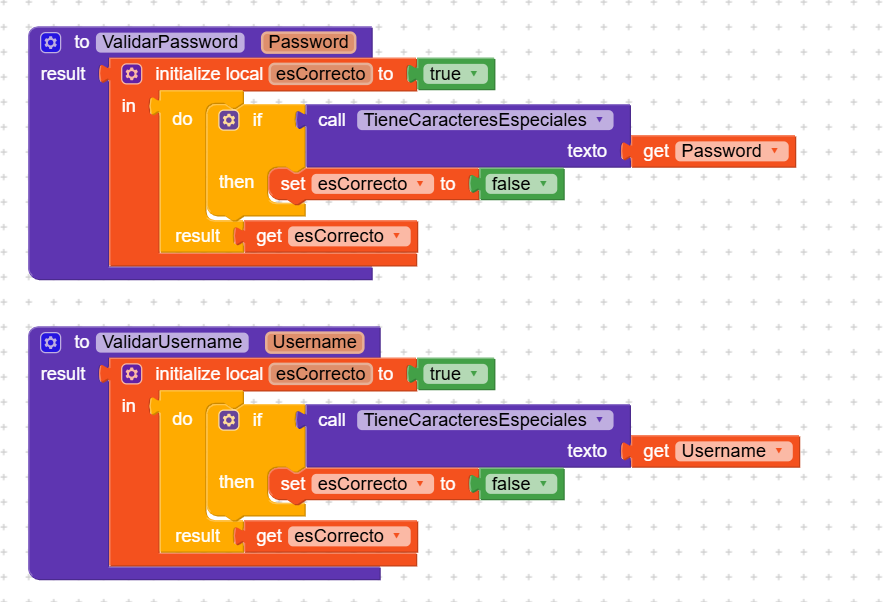 to ValidarPassword Password
result initialize local esCorrecto to true
in
do if call TieneCaracteresEspeciales
texto get Password
then set esCorrecto to false
result get esCorrecto
to ValidarUsername Username
result initialize local esCorrecto to true
in
do if call TieneCaracteresEspeciales
texto get Username
then set esCorrecto to false
result get esCorrecto